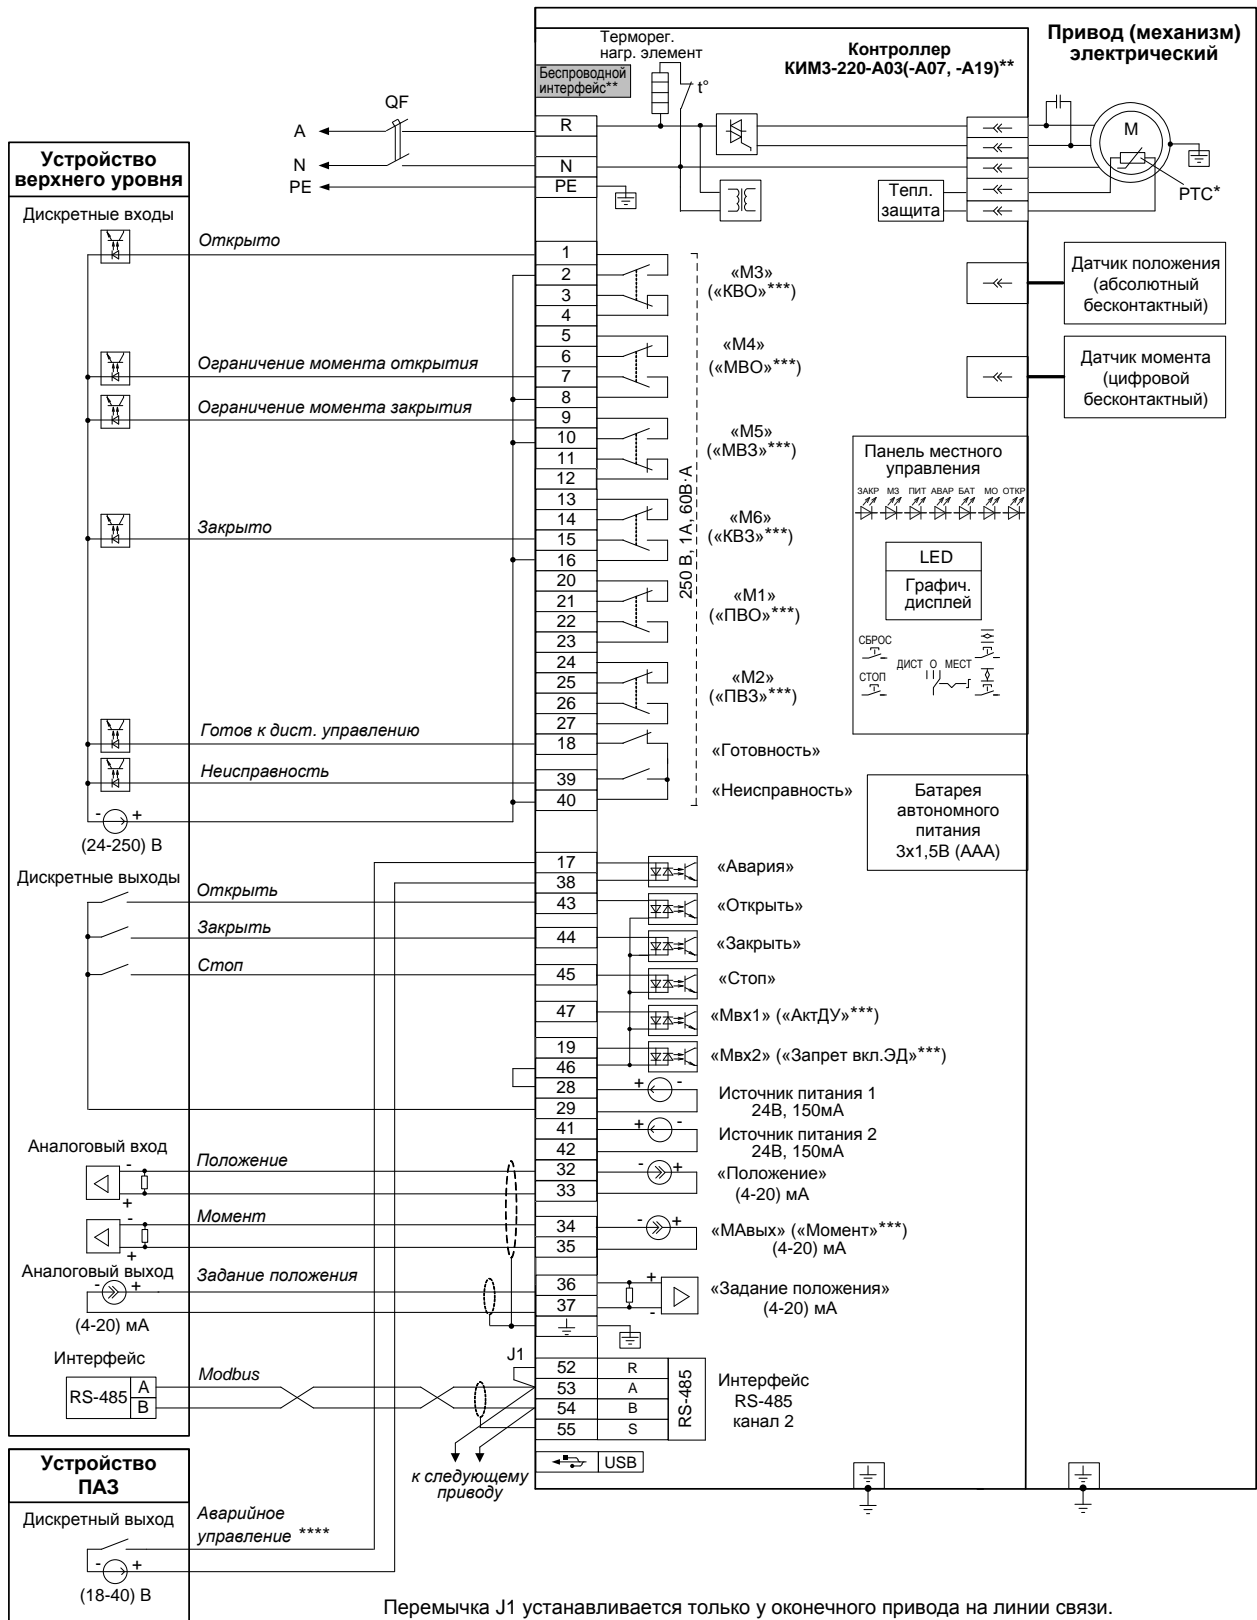 Привод (механизм)
электрический
Контроллер
КИМ3-220-А03(-А07, -А19)**
Терморег.
нагр. элемент
t°
Беспроводной
интерфейс**
QF
A
N
PE
R
N
PE
M
PTC*
Тепл.
защита
Устройство
верхнего уровня
Дискретные входы
Открыто
Ограничение момента открытия
Ограничение момента закрытия
Закрыто
Готов к дист. управлению
Неисправность
- +
(24-250) В
1
2
3
4
5
6
7
8
9
10
11
12
13
14
15
16
20
21
22
23
24
25
26
27
18
39
40
«М3»
(«КВО»***)
«М4»
(«МВО»***)
«М5»
(«МВЗ»***)
«М6»
(«КВЗ»***)
«М1»
(«ПВО»***)
«М2»
(«ПВЗ»***)
«Готовность»
«Неисправность»
250 В, 1А, 60В·А
Датчик положения
(абсолютный
бесконтактный)
Датчик момента
(цифровой
бесконтактный)
Панель местного
управления
ЗАКР МЗ ПИТ АВАР БАТ МО ОТКР
LED
Графич.
дисплей
СБРОС
СТОП
ДИСТ О МЕСТ
Батарея
автономного
питания
3х1,5В (ААА)
Дискретные выходы
Открыть
Закрыть
Стоп
17
38
43
44
45
47
19
46
28
29
41
42
32
33
34
35
36
37
«Авария»
«Открыть»
«Закрыть»
«Стоп»
«Мвх1» («АктДУ»***)
«Мвх2» («Запрет вкл.ЭД»***)
+ -
Источник питания 1
24В, 150мА
+ -
Источник питания 2
24В, 150мА
- +
«Положение»
(4-20) мА
- +
«МАвых» («Момент»***)
(4-20) мА
+
-
«Задание положения»
(4-20) мА
Аналоговый вход
-
+
Положение
-
+
Момент
Аналоговый выход
- +
(4-20) мА
Задание положения
Интерфейс
RS-485
A
B
Modbus
J1
52 R
53 A
54 B
55 S
RS-485
Интерфейс
RS-485
канал 2
USB
к следующему
приводу
Устройство
ПАЗ
Дискретный выход
- +
(18-40) В
Аварийное
управление ****
Перемычка J1 устанавливается только у оконечного привода на линии связи.